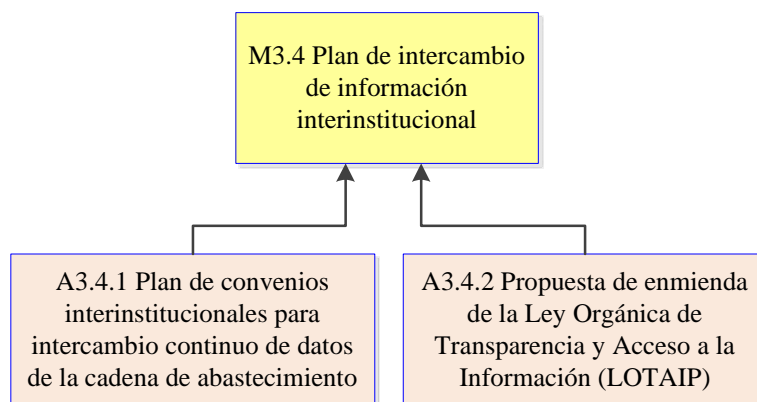 M3.4 Plan de intercambio
de información
interinstitucional
A3.4.1 Plan de convenios
interinstitucionales para
intercambio continuo de datos
de la cadena de abastecimiento
A3.4.2 Propuesta de enmienda
de la Ley Orgánica de
Transparencia y Acceso a la
Información (LOTAIP)